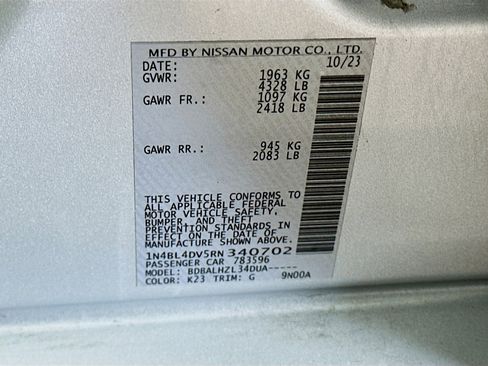 MFD BY NISSAN MOTOR CO., LTD.
DATE: 10/23
GVWR: 1963 KG
4328 LB
GAWR FR.: 1097 KG
2418 LB
GAWR RR.: 945 KG
2083 LB
THIS VEHICLE CONFORMS TO
ALL APPLICABLE FEDERAL
MOTOR VEHICLE SAFETY,
BUMPER, AND THEFT
PREVENTION STANDARDS IN
EFFECT ON THE DATE OF
MANUFACTURE SHOWN ABOVE.
1N4BL4DV5RN340702
PASSENGER CAR 783596
MODEL: BDBALHZL34DUA-----
COLOR: K23 TRIM: G 9N00A